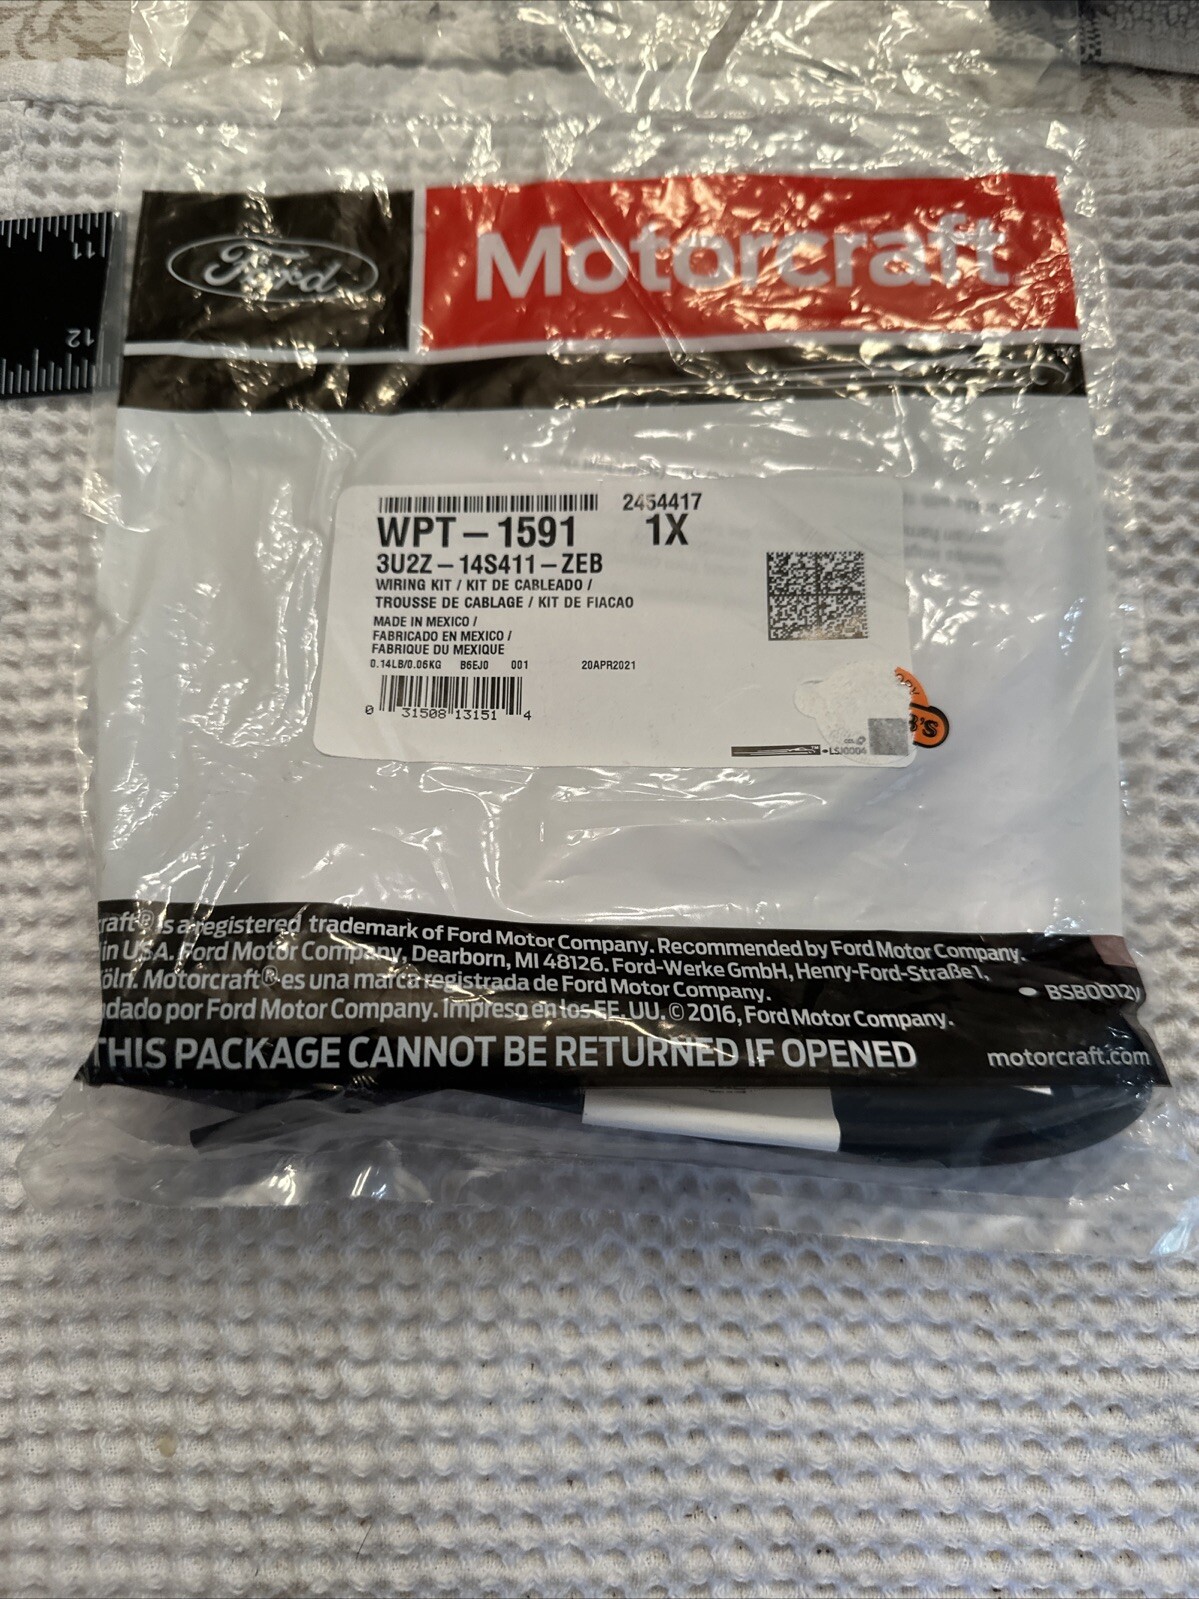 11
12
Ford
Motorcraft
2454417
WPT-1591 1X
3U2Z-14S411-ZEB
WIRING KIT / KIT DE CABLEADO /
TROUSSE DE CABLAGE / KIT DE FIACAO
MADE IN MEXICO /
FABRICADO EN MEXICO /
FABRIQUE DU MEXIQUE
0.14LB/0.06KG B6EJ0 001 20APR2021
0 31508 13151 4
B'S
LSJ0004
raft® is a registered trademark of Ford Motor Company. Recommended by Ford Motor Company.
in USA. Ford Motor Company, Dearborn, MI 48126. Ford-Werke GmbH, Henry-Ford-Straße 1,
öln. Motorcraft® es una marca registrada de Ford Motor Company.
dado por Ford Motor Company. Impreso en los EE. UU. © 2016, Ford Motor Company.
BSB0012y
THIS PACKAGE CANNOT BE RETURNED IF OPENED
motorcraft.com